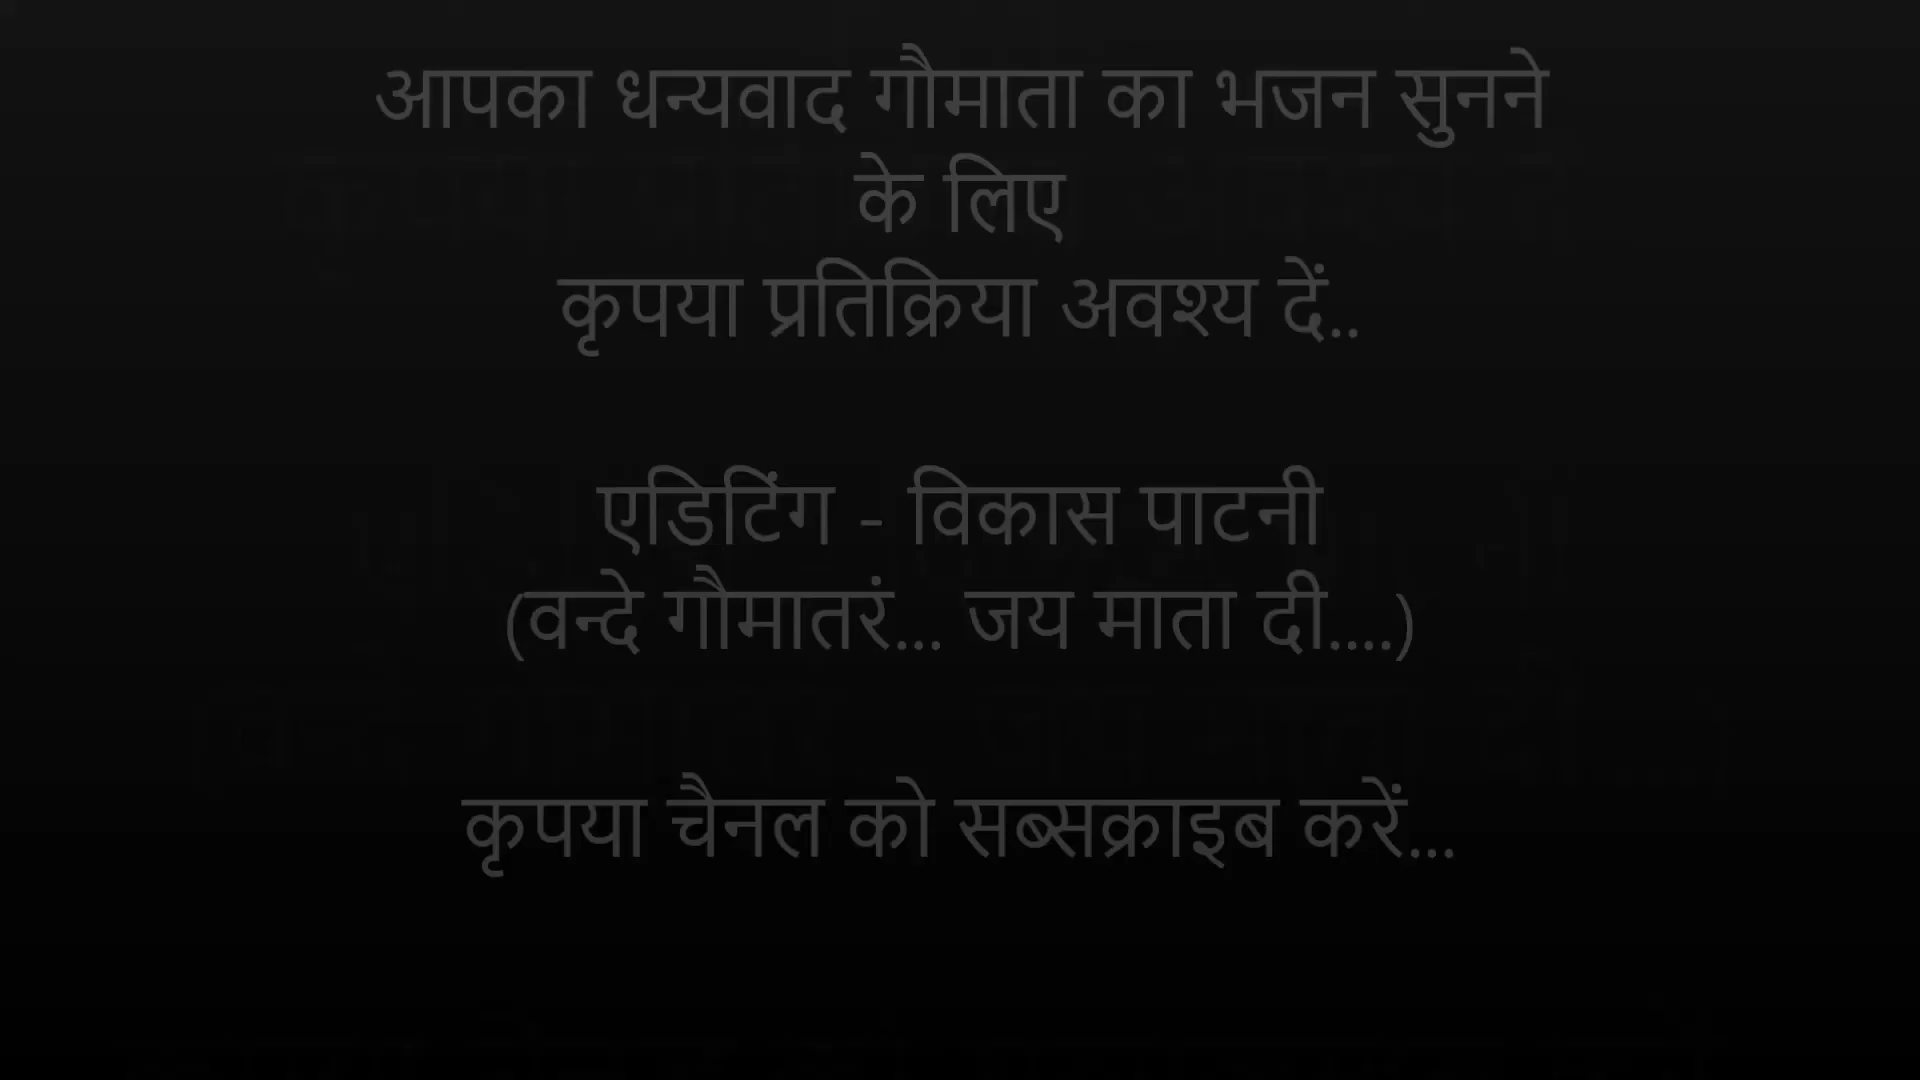 आपका धन्यवाद गौमाता का भजन सुनने
के लिए
कृपया प्रतिक्रिया अवश्य दें..
एडिटिंग - विकास पाटनी
(वन्दे गौमातरं... जय माता दी....)
कृपया चैनल को सब्सक्राइब करें...